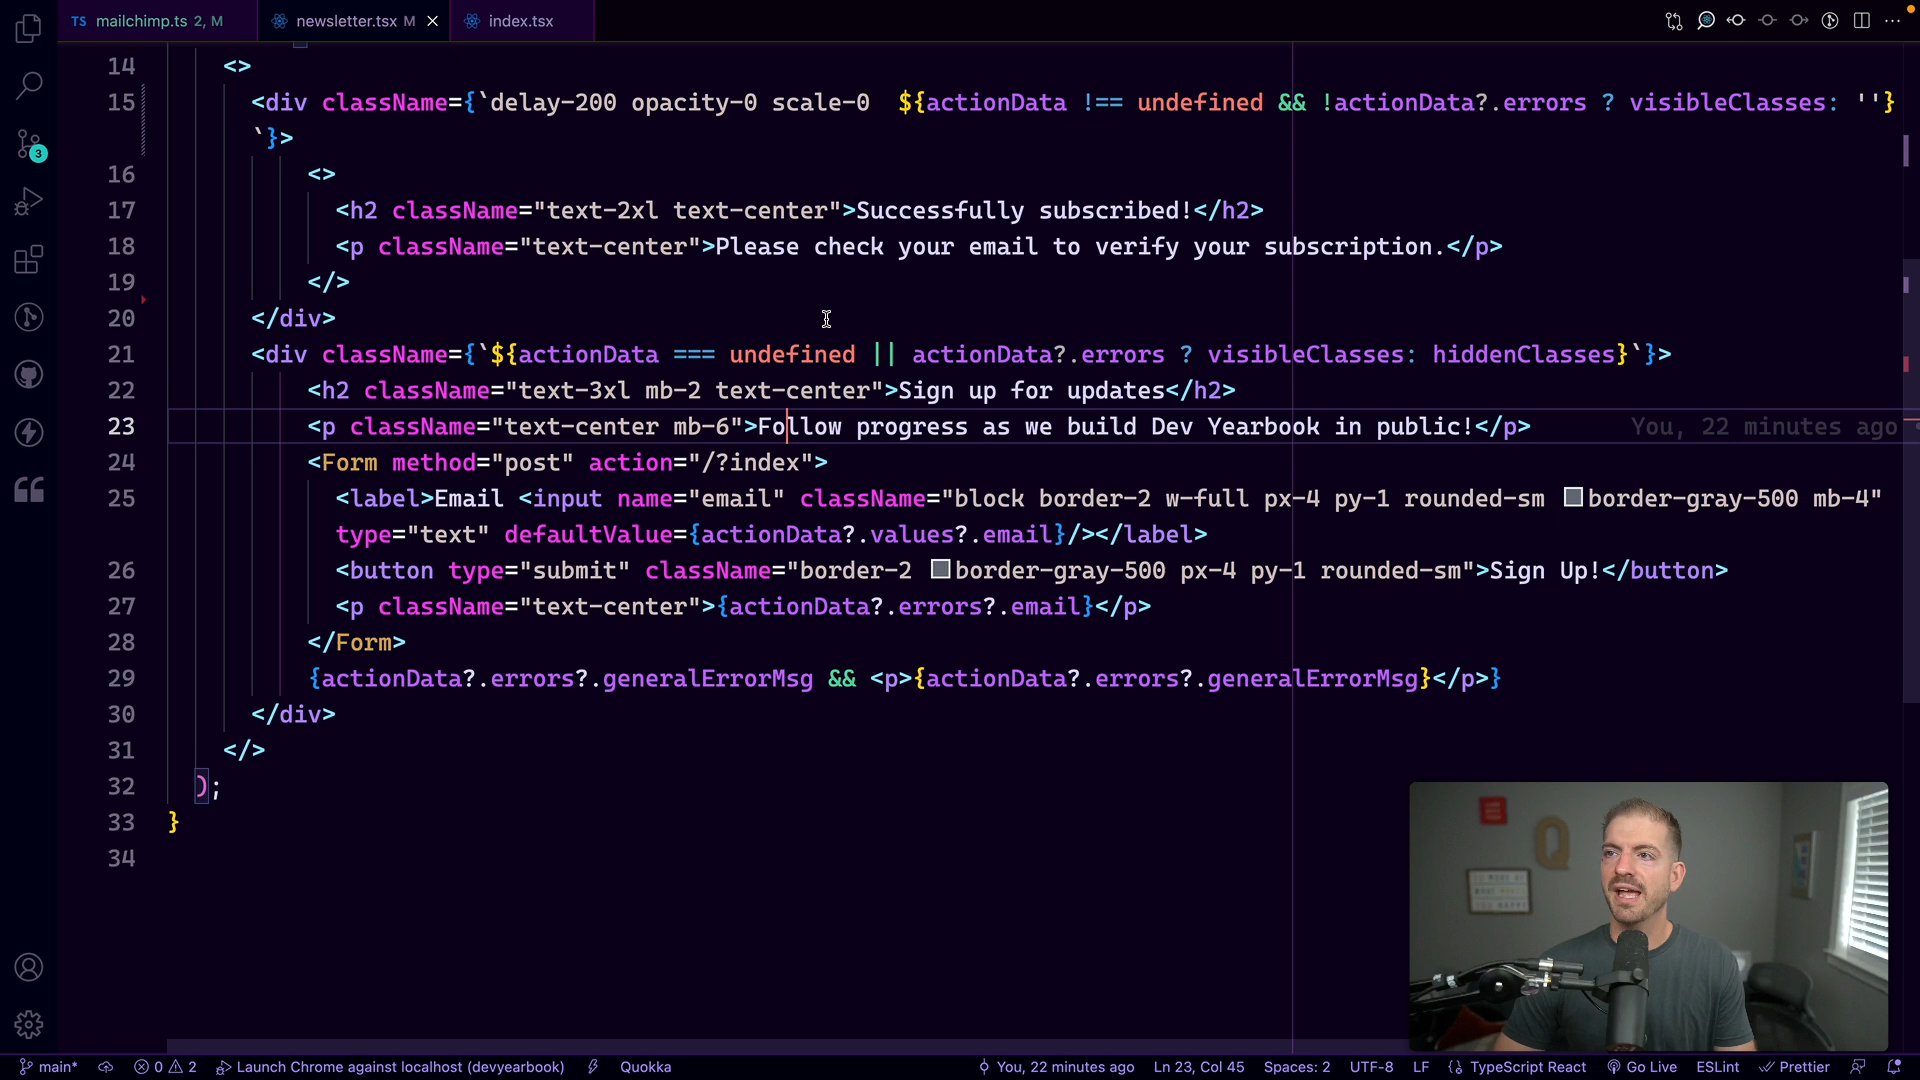 TS mailchimp.ts 2, M newsletter.tsx M index.tsx
14 <>
15 <div className={`delay-200 opacity-0 scale-0  ${actionData !== undefined && !actionData?.errors ? visibleClasses: ''}
`}>
16 <>
17 <h2 className="text-2xl text-center">Successfully subscribed!</h2>
18 <p className="text-center">Please check your email to verify your subscription.</p>
19 </>
20 </div>
21 <div className={`${actionData === undefined || actionData?.errors ? visibleClasses: hiddenClasses}`}>
22 <h2 className="text-3xl mb-2 text-center">Sign up for updates</h2>
23 <p className="text-center mb-6">Follow progress as we build Dev Yearbook in public!</p> You, 22 minutes ago
24 <Form method="post" action="/?index">
25 <label>Email <input name="email" className="block border-2 w-full px-4 py-1 rounded-sm border-gray-500 mb-4"
type="text" defaultValue={actionData?.values?.email}/></label>
26 <button type="submit" className="border-2 border-gray-500 px-4 py-1 rounded-sm">Sign Up!</button>
27 <p className="text-center">{actionData?.errors?.email}</p>
28 </Form>
29 {actionData?.errors?.generalErrorMsg && <p>{actionData?.errors?.generalErrorMsg}</p>}
30 </div>
31 </>
32 );
33 }
34
3
main* 0 2 Launch Chrome against localhost (devyearbook) Quokka You, 22 minutes ago Ln 23, Col 45 Spaces: 2 UTF-8 LF TypeScript React Go Live ESLint Prettier